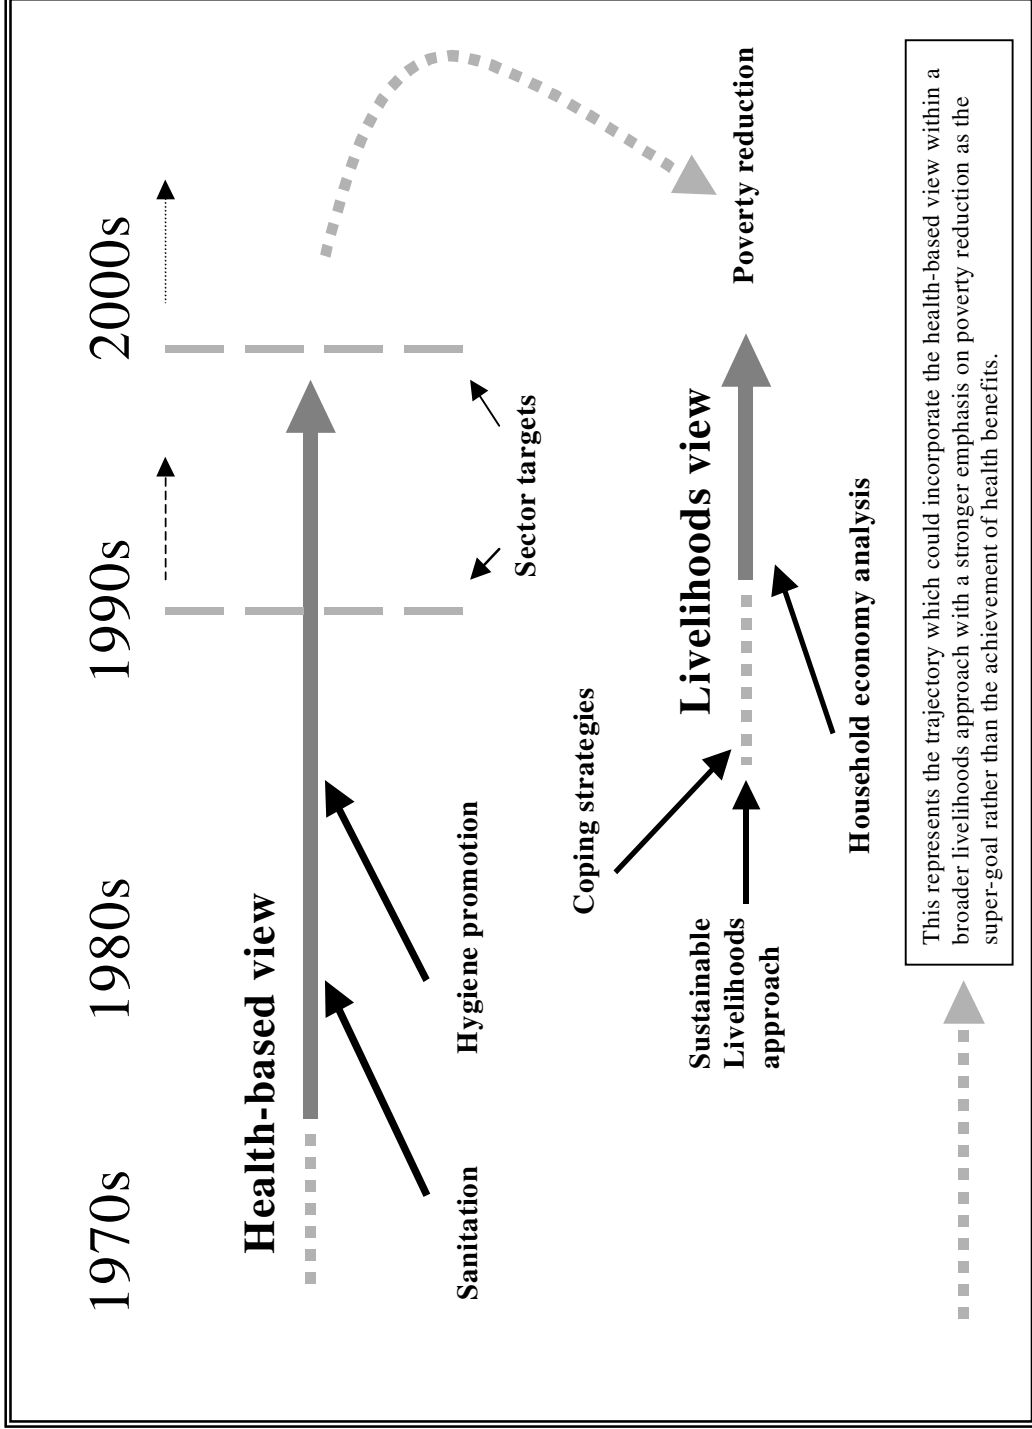 1970s
1980s
1990s
2000s
Health-based view
Sanitation
Hygiene promotion
Sector targets
Coping strategies
Livelihoods view
Sustainable
Livelihoods
approach
Poverty reduction
Household economy analysis
This represents the trajectory which could incorporate the health-based view within a
broader livelihoods approach with a stronger emphasis on poverty reduction as the
super-goal rather than the achievement of health benefits.